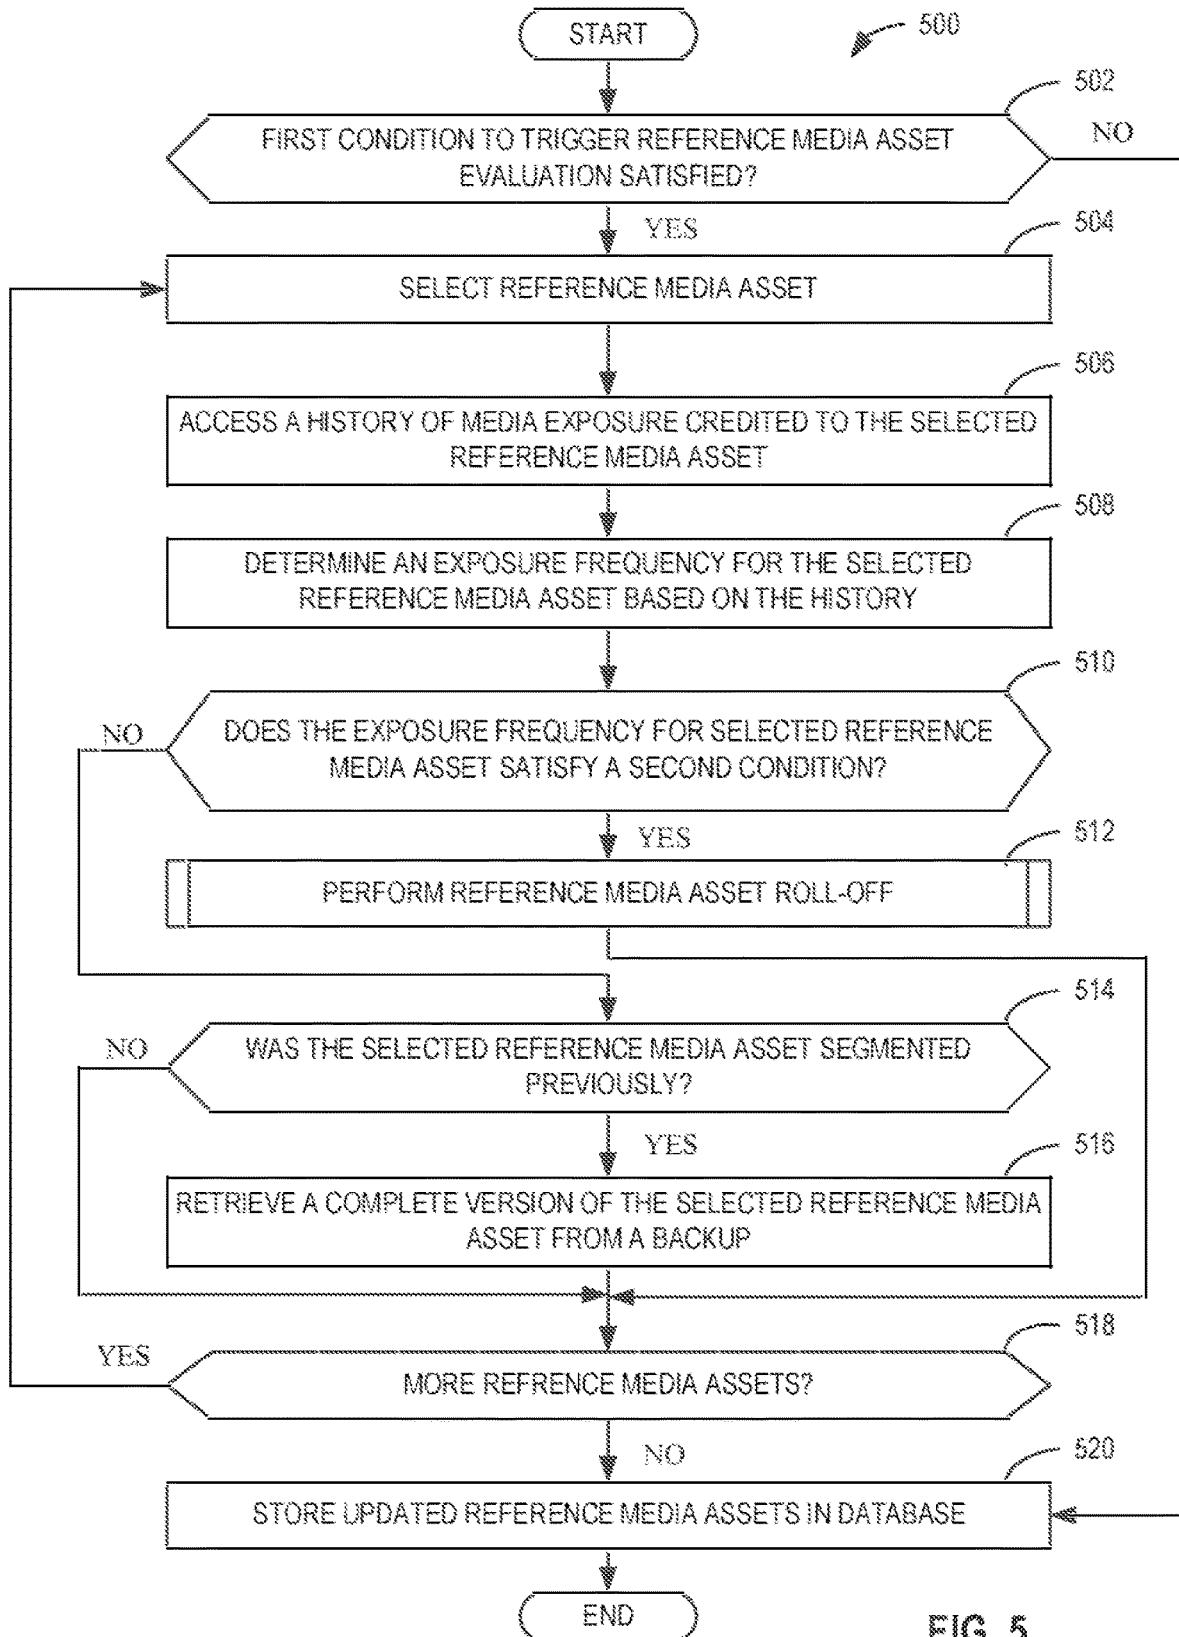 START
500
502
FIRST CONDITION TO TRIGGER REFERENCE MEDIA ASSET
EVALUATION SATISFIED?
NO
YES
504
SELECT REFERENCE MEDIA ASSET
506
ACCESS A HISTORY OF MEDIA EXPOSURE CREDITED TO THE SELECTED
REFERENCE MEDIA ASSET
508
DETERMINE AN EXPOSURE FREQUENCY FOR THE SELECTED
REFERENCE MEDIA ASSET BASED ON THE HISTORY
510
NO
DOES THE EXPOSURE FREQUENCY FOR SELECTED REFERENCE
MEDIA ASSET SATISFY A SECOND CONDITION?
YES
512
PERFORM REFERENCE MEDIA ASSET ROLL-OFF
514
NO
WAS THE SELECTED REFERENCE MEDIA ASSET SEGMENTED
PREVIOUSLY?
YES
516
RETRIEVE A COMPLETE VERSION OF THE SELECTED REFERENCE MEDIA
ASSET FROM A BACKUP
518
YES
MORE REFRENCE MEDIA ASSETS?
NO
520
STORE UPDATED REFERENCE MEDIA ASSETS IN DATABASE
END
FIG. 5